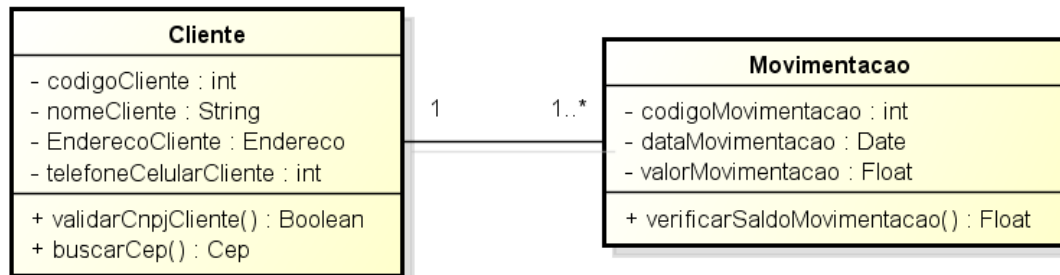 Cliente
- codigoCliente : int
- nomeCliente : String
- EnderecoCliente : Endereco
- telefoneCelularCliente : int
+ validarCnpjCliente() : Boolean
+ buscarCep() : Cep
1
1..*
Movimentacao
- codigoMovimentacao : int
- dataMovimentacao : Date
- valorMovimentacao : Float
+ verificarSaldoMovimentacao() : Float